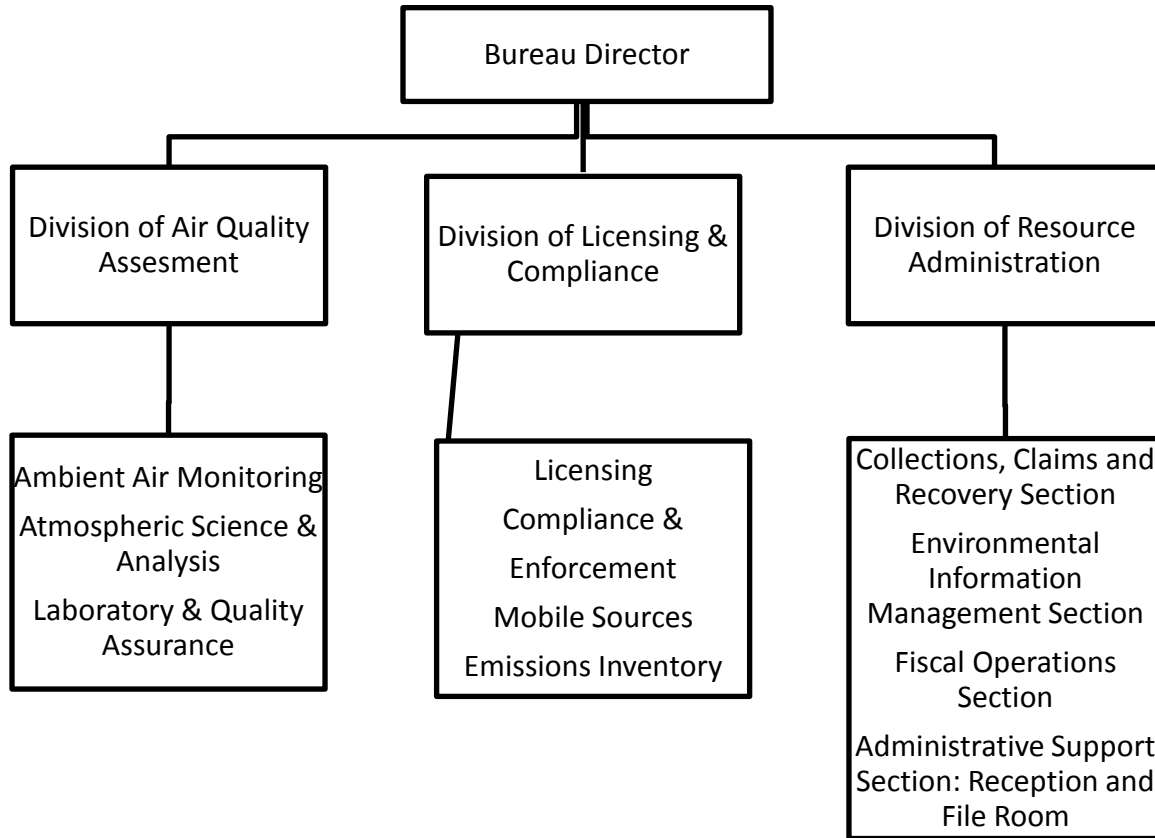 Bureau Director
Division of Air Quality
Assesment
Division of Licensing &
Compliance
Division of Resource
Administration
Ambient Air Monitoring
Atmospheric Science &
Analysis
Laboratory & Quality
Assurance
Licensing
Compliance &
Enforcement
Mobile Sources
Emissions Inventory
Collections, Claims and
Recovery Section
Environmental
Information
Management Section
Fiscal Operations
Section
Administrative Support
Section: Reception and
File Room